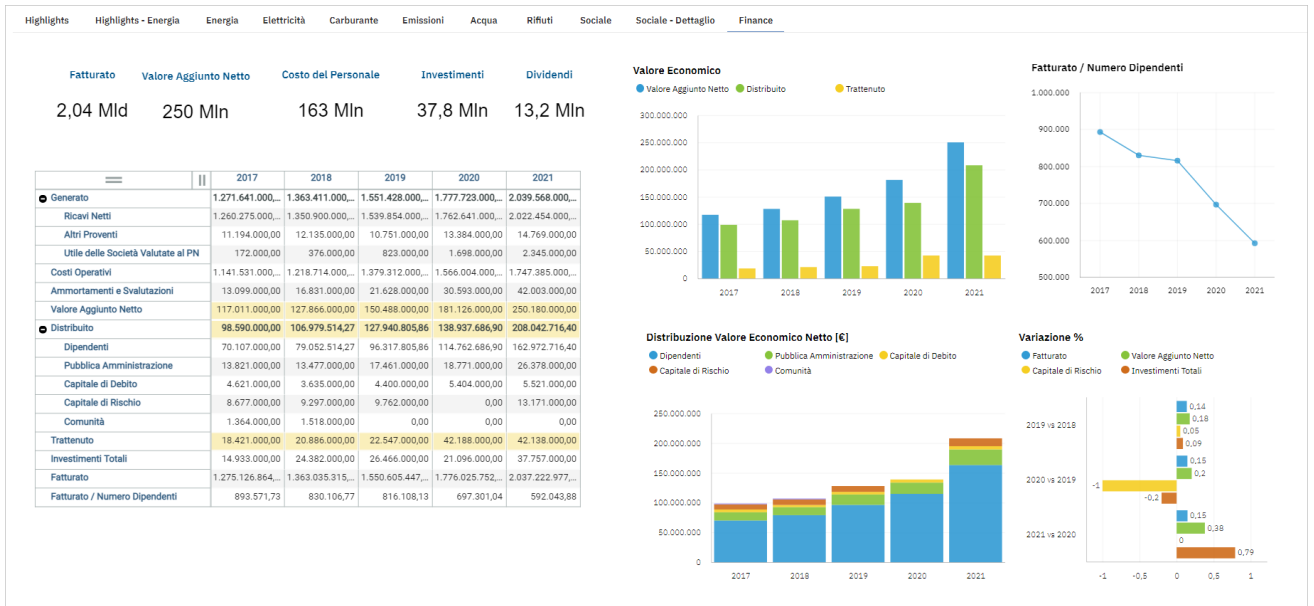 Highlights Highlights - Energia Energia Elettricità Carburante Emissioni Acqua Rifiuti Sociale Sociale - Dettaglio Finance
Fatturato Valore Aggiunto Netto Costo del Personale Investimenti Dividendi
2,04 Mld 250 Mln 163 Mln 37,8 Mln 13,2 Mln
2017 2018 2019 2020 2021
Generato 1.271.641.000,... 1.363.411.000,... 1.551.428.000,... 1.777.723.000,... 2.039.568.000,...
Ricavi Netti 1.260.275.000,... 1.350.900.000,... 1.539.854.000,... 1.762.641.000,... 2.022.454.000,...
Altri Proventi 11.194.000,00 12.135.000,00 10.751.000,00 13.384.000,00 14.769.000,00
Utile delle Società Valutate al PN 172.000,00 376.000,00 823.000,00 1.698.000,00 2.345.000,00
Costi Operativi 1.141.531.000,... 1.218.714.000,... 1.379.312.000,... 1.566.004.000,... 1.747.385.000,...
Ammortamenti e Svalutazioni 13.099.000,00 16.831.000,00 21.628.000,00 30.593.000,00 42.003.000,00
Valore Aggiunto Netto 117.011.000,00 127.866.000,00 150.488.000,00 181.126.000,00 250.180.000,00
Distribuito 98.590.000,00 106.979.514,27 127.940.805,86 138.937.686,90 208.042.716,40
Dipendenti 70.107.000,00 79.052.514,27 96.317.805,86 114.762.686,90 162.972.716,40
Pubblica Amministrazione 13.821.000,00 13.477.000,00 17.461.000,00 18.771.000,00 26.378.000,00
Capitale di Debito 4.621.000,00 3.635.000,00 4.400.000,00 5.404.000,00 5.521.000,00
Capitale di Rischio 8.677.000,00 9.297.000,00 9.762.000,00 0,00 13.171.000,00
Comunità 1.364.000,00 1.518.000,00 0,00 0,00 0,00
Trattenuto 18.421.000,00 20.886.000,00 22.547.000,00 42.188.000,00 42.138.000,00
Investimenti Totali 14.933.000,00 24.382.000,00 26.466.000,00 21.096.000,00 37.757.000,00
Fatturato 1.275.126.864,... 1.363.035.315,... 1.550.605.447,... 1.776.025.752,... 2.037.222.977,...
Fatturato / Numero Dipendenti 893.571,73 830.106,77 816.108,13 697.301,04 592.043,88
Valore Economico
Valore Aggiunto Netto Distribuito Trattenuto
300.000.000
250.000.000
200.000.000
150.000.000
100.000.000
50.000.000
0
2017 2018 2019 2020 2021
Fatturato / Numero Dipendenti
1.000.000
900.000
800.000
700.000
600.000
500.000
2017 2018 2019 2020 2021
Distribuzione Valore Economico Netto [€]
Dipendenti Pubblica Amministrazione Capitale di Debito
Capitale di Rischio Comunità
250.000.000
200.000.000
150.000.000
100.000.000
50.000.000
0
2017 2018 2019 2020 2021
Variazione %
Fatturato Valore Aggiunto Netto
Capitale di Rischio Investimenti Totali
0,14
0,18
2019 vs 2018
0,05
0,09
0,15
0,2
2020 vs 2019
-1
-0,2
0,15
0,38
2021 vs 2020
0
0,79
-1 -0,5 0 0,5 1